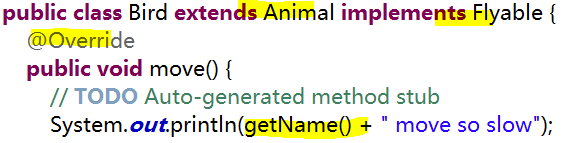 public class Bird extends Animal implements Flyable {
@Override
public void move() {
// TODO Auto-generated method stub
System.out.println(getName() + " move so slow");